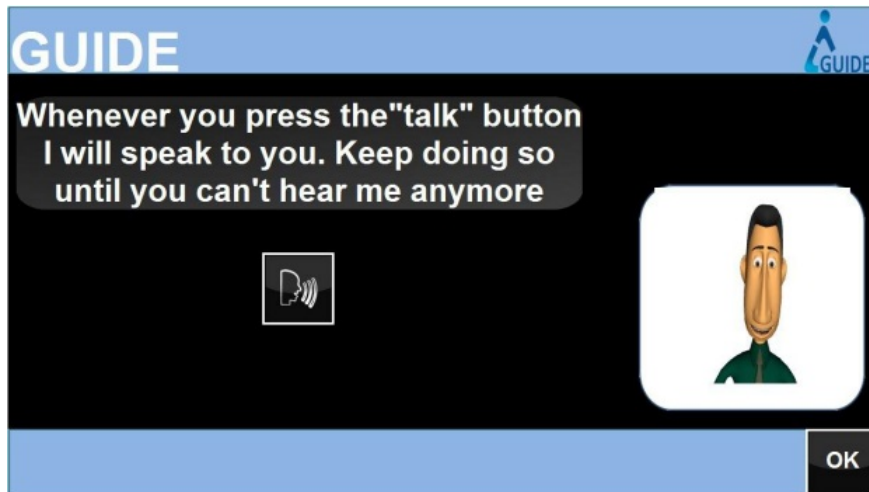 GUIDE
GUIDE
Whenever you press the"talk" button
I will speak to you. Keep doing so
until you can't hear me anymore
OK